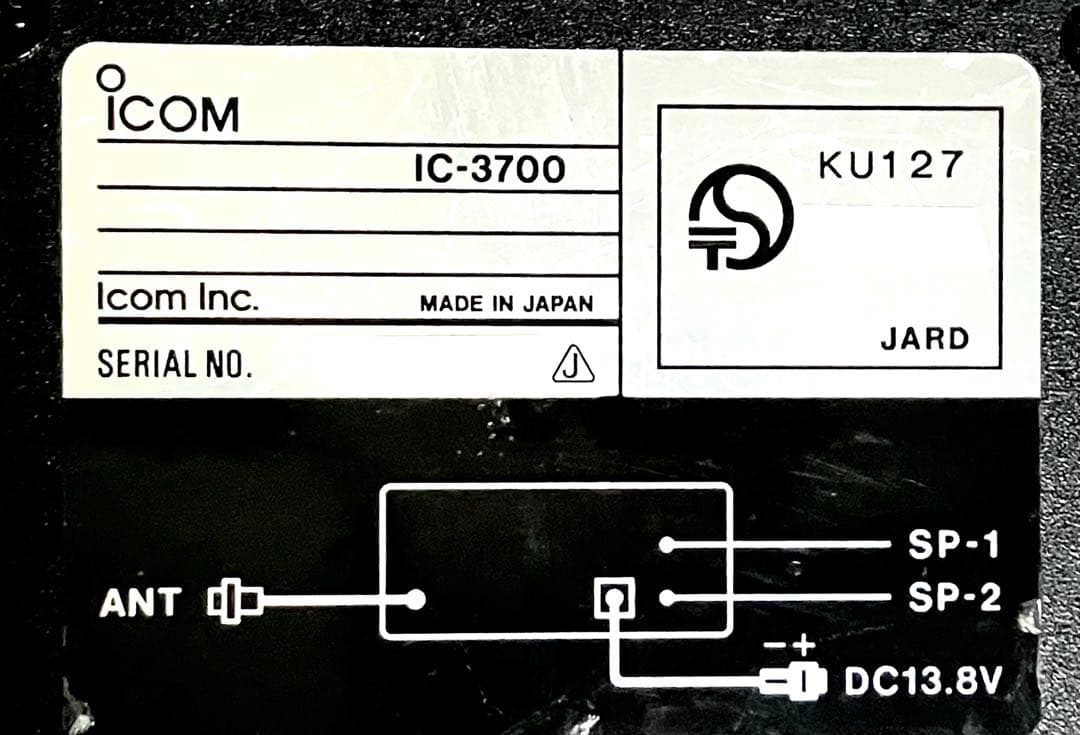 ICOM
IC-3700
Icom Inc. MADE IN JAPAN
SERIAL NO. J
KU127
JARD
SP-1
ANT
SP-2
- +
DC13.8V